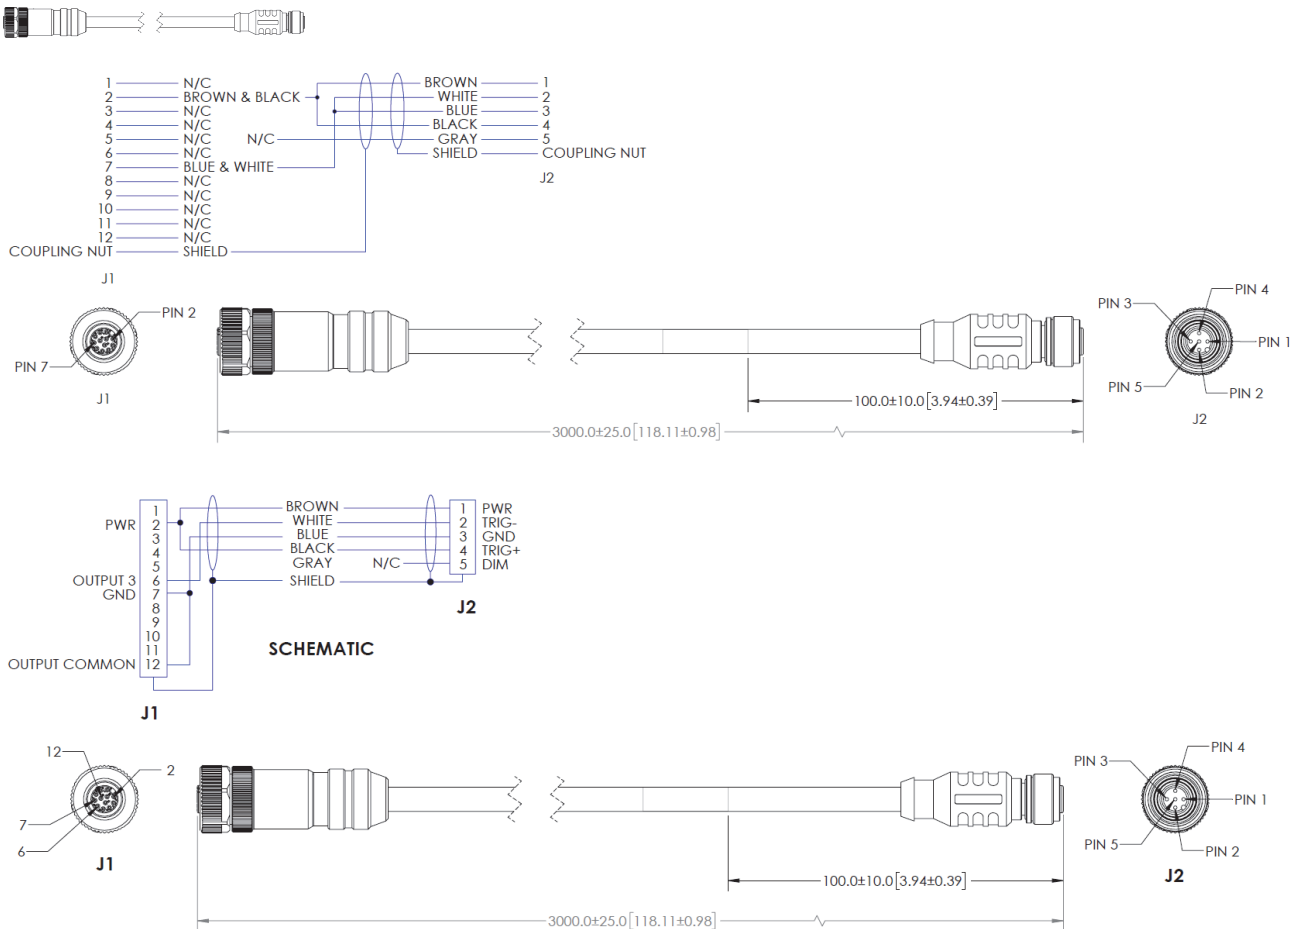 1 N/C BROWN 1
2 BROWN & BLACK WHITE 2
3 N/C BLUE 3
4 N/C BLACK 4
5 N/C N/C GRAY 5
6 N/C SHIELD COUPLING NUT
7 BLUE & WHITE
J2
8 N/C
9 N/C
10 N/C
11 N/C
12 N/C
COUPLING NUT SHIELD
J1
PIN 2
PIN 7
J1
PIN 4
PIN 3
PIN 1
PIN 5
PIN 2
J2
100.0±10.0[3.94±0.39]
3000.0±25.0[118.11±0.98]
1 BROWN 1 PWR
PWR 2 WHITE 2 TRIG-
3 BLUE 3 GND
4 BLACK 4 TRIG+
5 GRAY N/C 5 DIM
OUTPUT 3 6 SHIELD
GND 7
J2
8
9
10
11
OUTPUT COMMON 12
SCHEMATIC
J1
12
2
7
6
J1
PIN 4
PIN 3
PIN 1
PIN 5
PIN 2
J2
100.0±10.0[3.94±0.39]
3000.0±25.0[118.11±0.98]